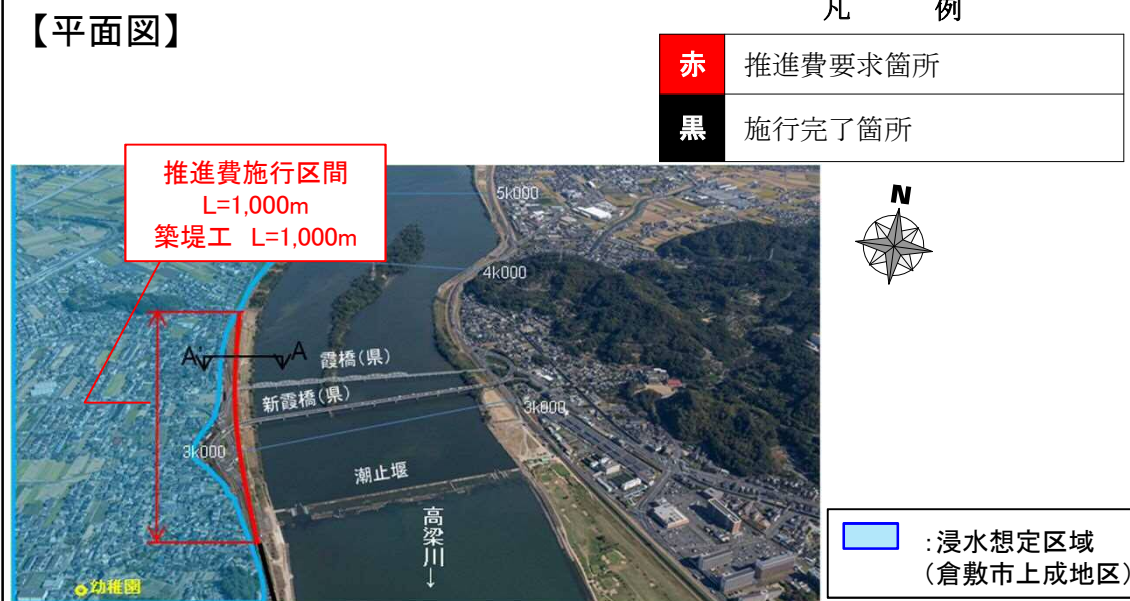 【平面図】
凡　例
赤 推進費要求箇所
黒 施行完了箇所
推進費施行区間
L=1,000m
築堤工 L=1,000m
N
5k000
4k000
A A
霞橋(県)
新霞橋(県)
3k000
3k000
潮止堰
高梁川
↓
幼稚園
:浸水想定区域
(倉敷市上成地区)